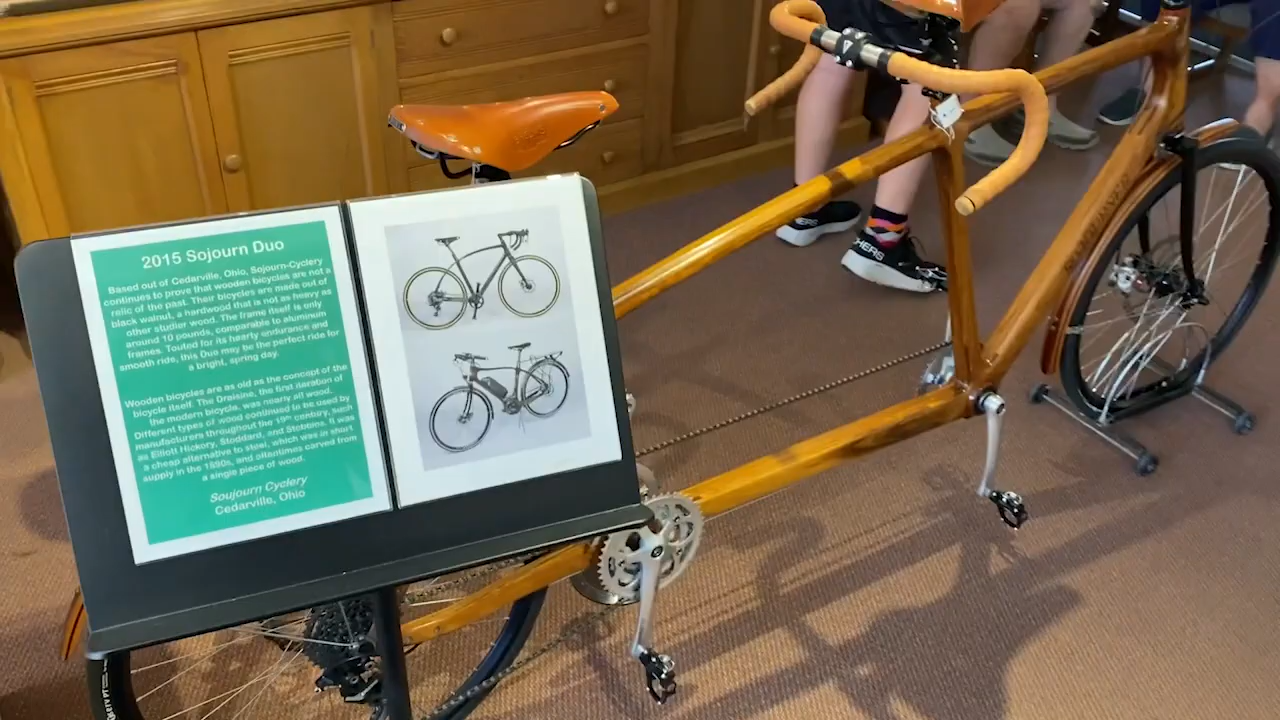 2015 Sojourn Duo
Based out of Cedarville, Ohio, Sojourn-Cyclery
continues to prove that wooden bicycles are not a
relic of the past. Their bicycles are made out of
black walnut, a hardwood that is not as heavy as
other studier wood. The frame itself is only
around 10 pounds, comparable to aluminum
frames. Touted for its hearty endurance and
smooth ride, this Duo may be the perfect ride for
a bright, spring day.
Wooden bicycles are as old as the concept of the
bicycle itself. The Draisine, the first iteration of
the modern bicycle, was nearly all wood.
Different types of wood continued to be used by
manufacturers throughout the 19th century, such
as Elliott Hickory, Stoddard, and Stebbins. It was
a cheap alternative to steel, which was in short
supply in the 1890s, and oftentimes carved from
a single piece of wood.
Soujourn Cyclery
Cedarville, Ohio